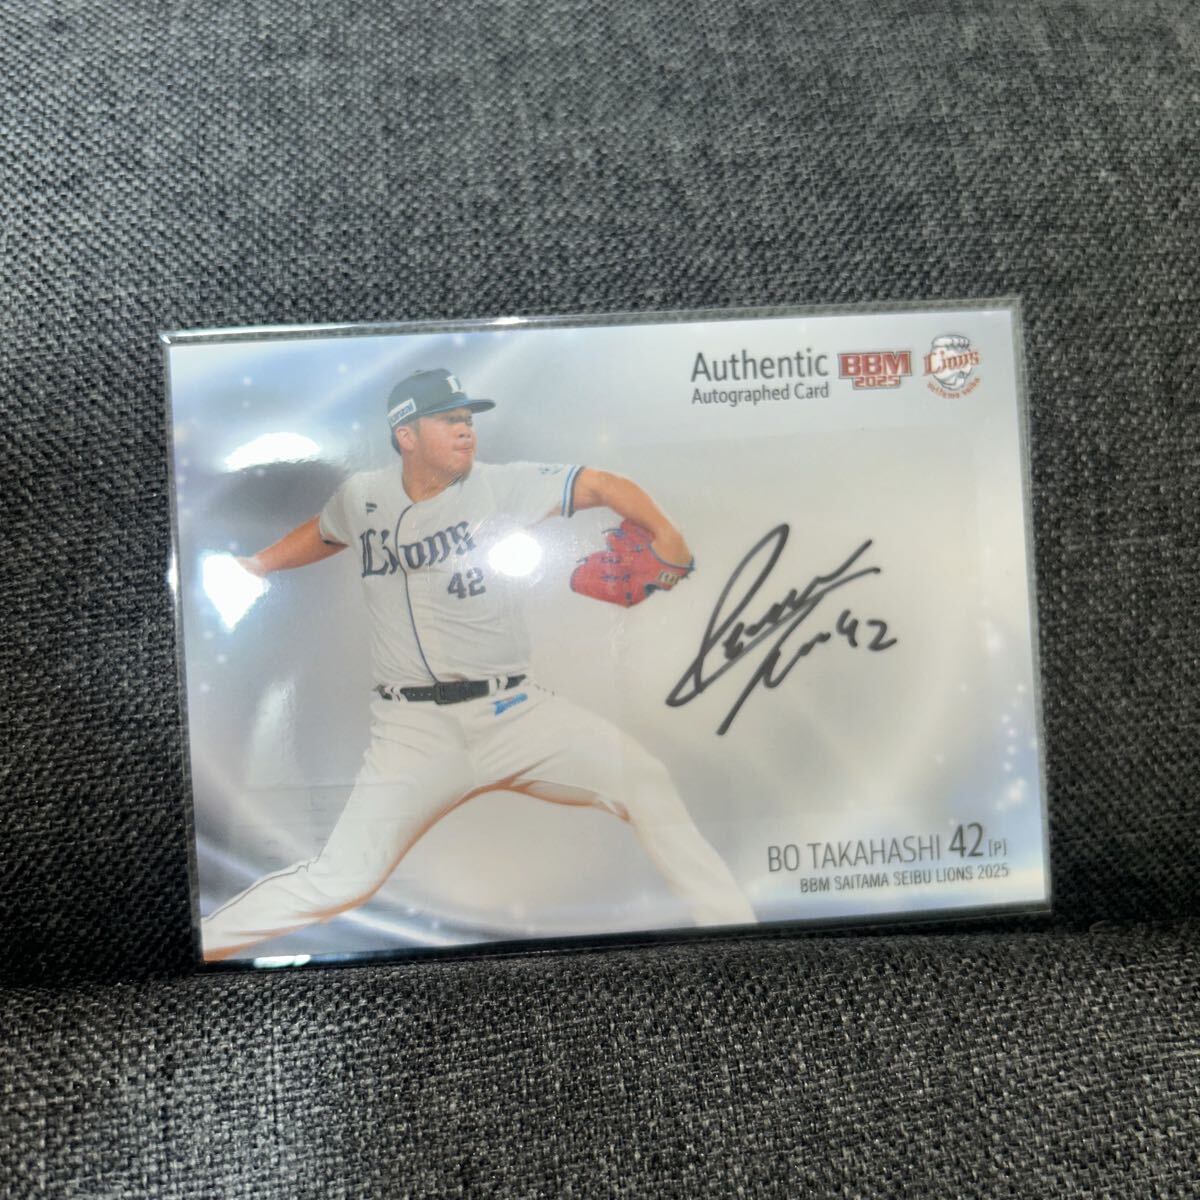 Authentic
Autographed Card
BBM
2025
Lions
Lions
42
42
BO TAKAHASHI 42 [P]
BBM SAITAMA SEIBU LIONS 2025